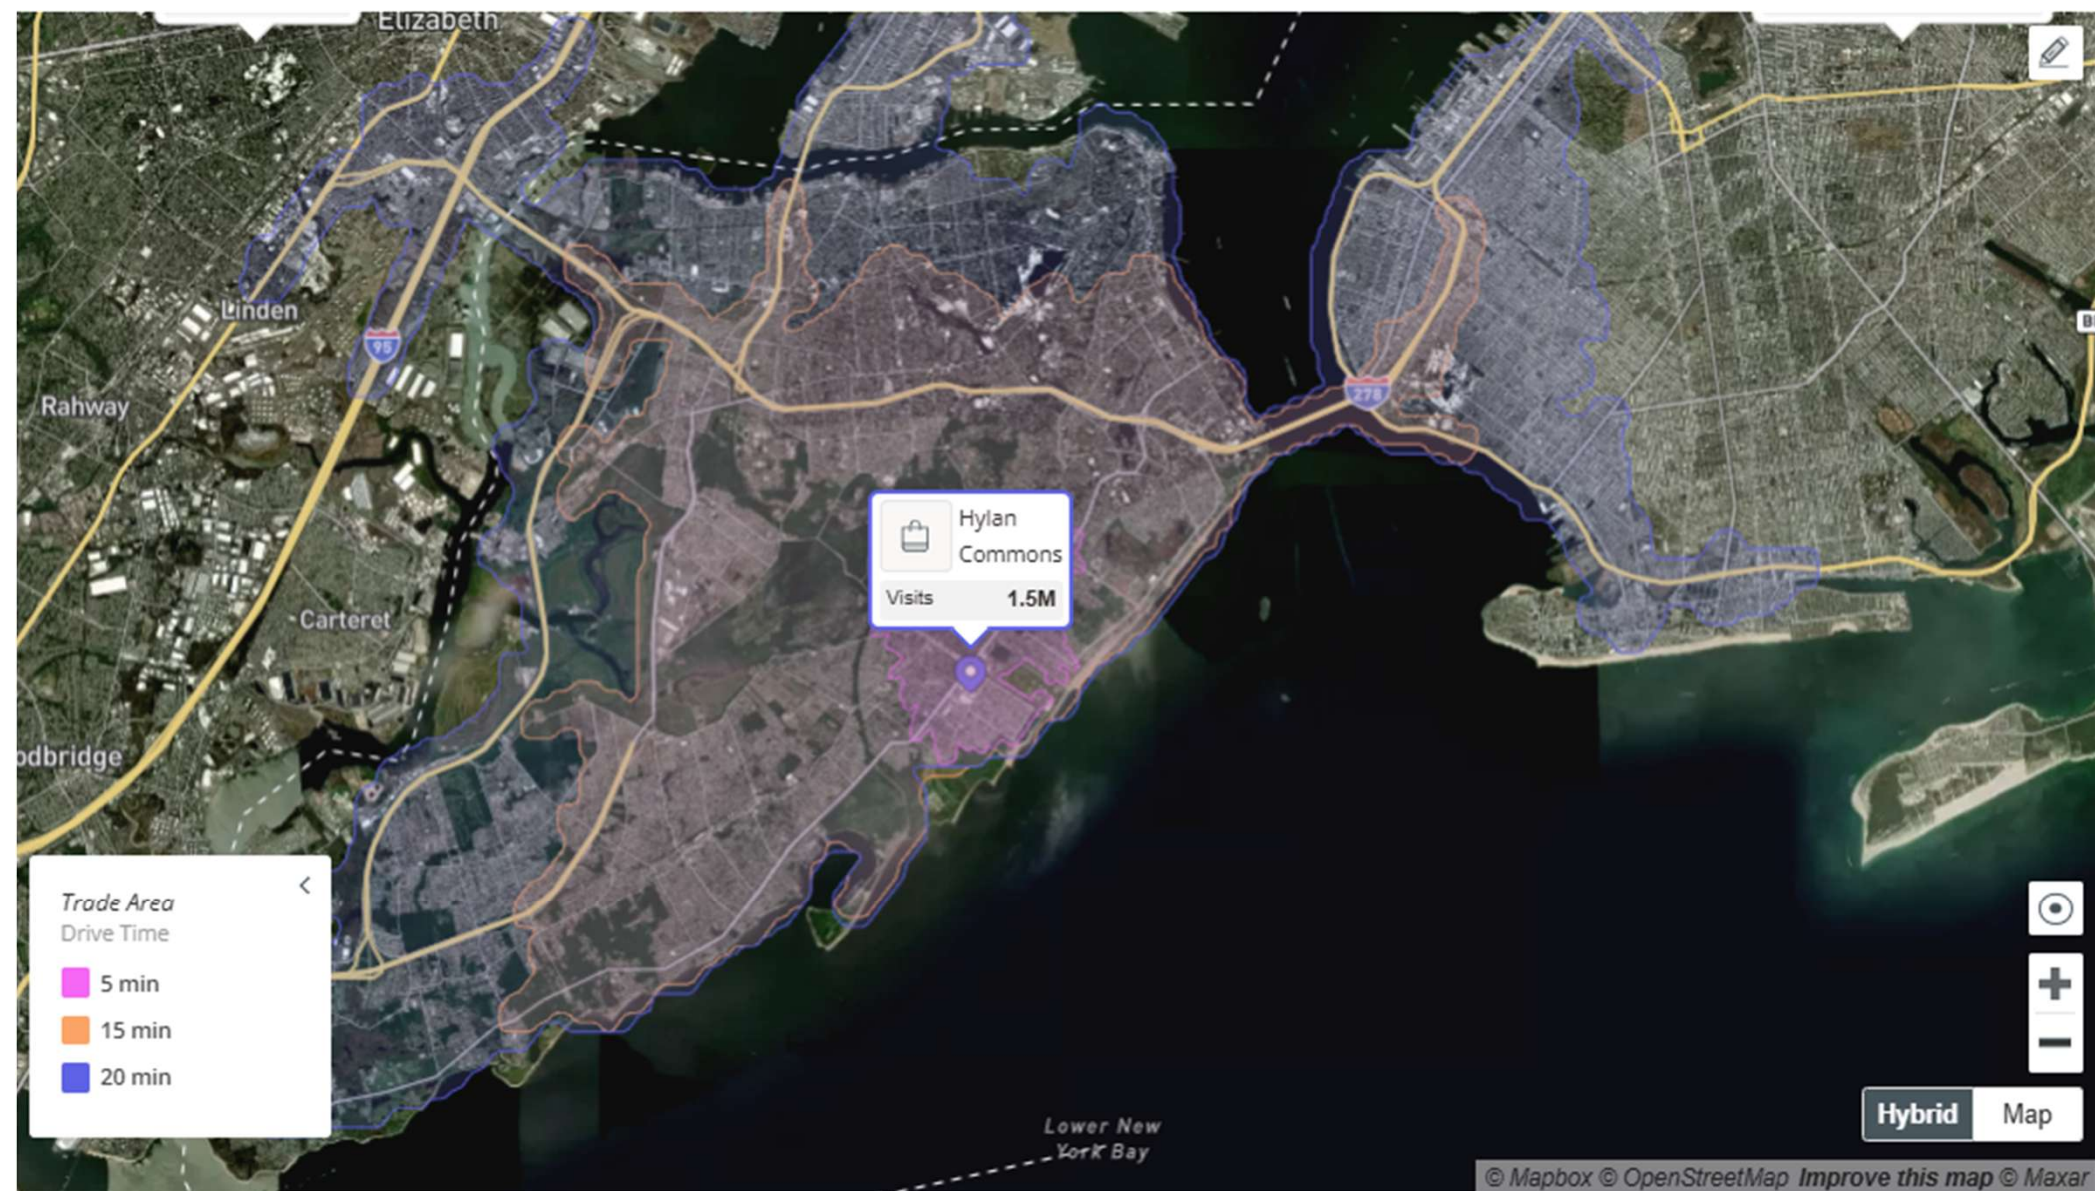 Elizabeth
Linden
95
Rahway
278
Hylan
Commons
Visits 1.5M
Carteret
odbridge
Trade Area
Drive Time
5 min
15 min
20 min
Lower New
York Bay
Hybrid Map
© Mapbox © OpenStreetMap Improve this map © Maxar